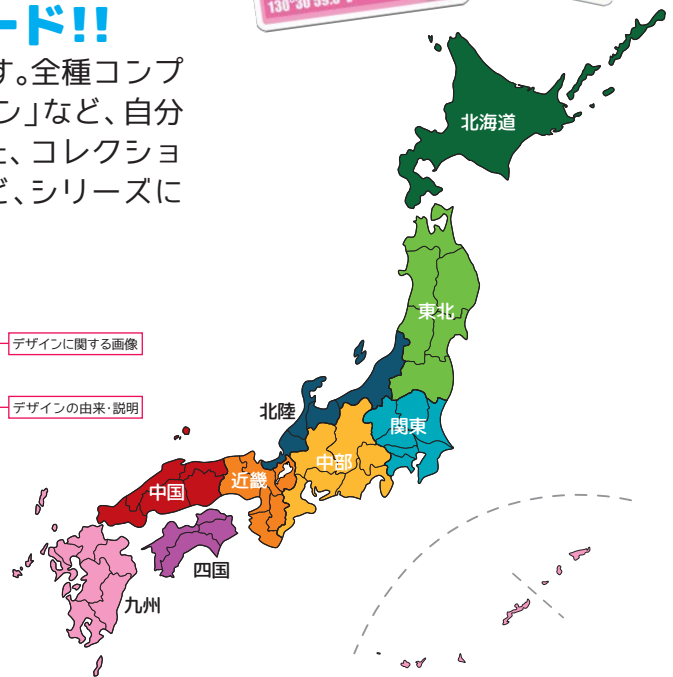 ード!!
す。全種コンプ
ン」など、自分
、コレクショ
、シリーズに
デザインに関する画像
デザインの由来・説明
北海道
東北
北陸
関東
中部
近畿
中国
四国
九州